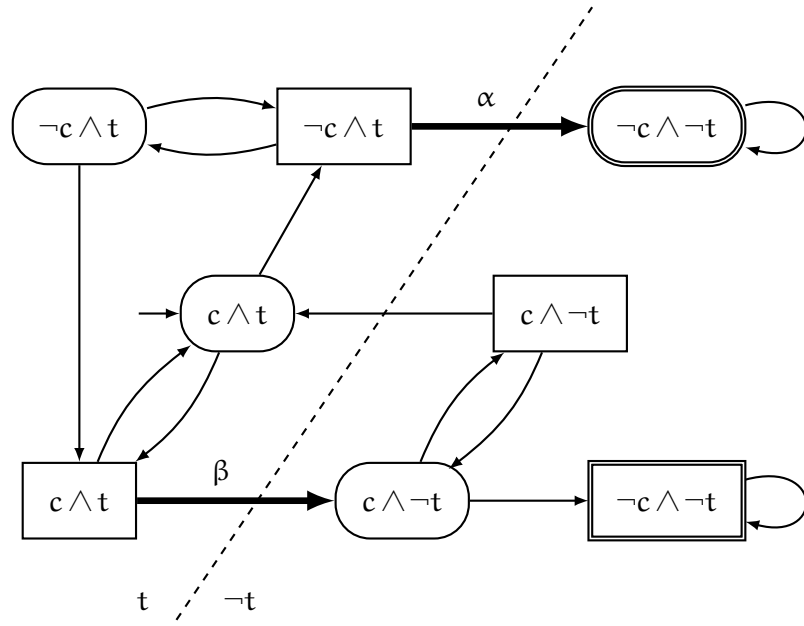 α
¬c ∧ t
¬c ∧ t
¬c ∧ ¬t
c ∧ t
c ∧ ¬t
β
c ∧ t
c ∧ ¬t
¬c ∧ ¬t
t
¬t